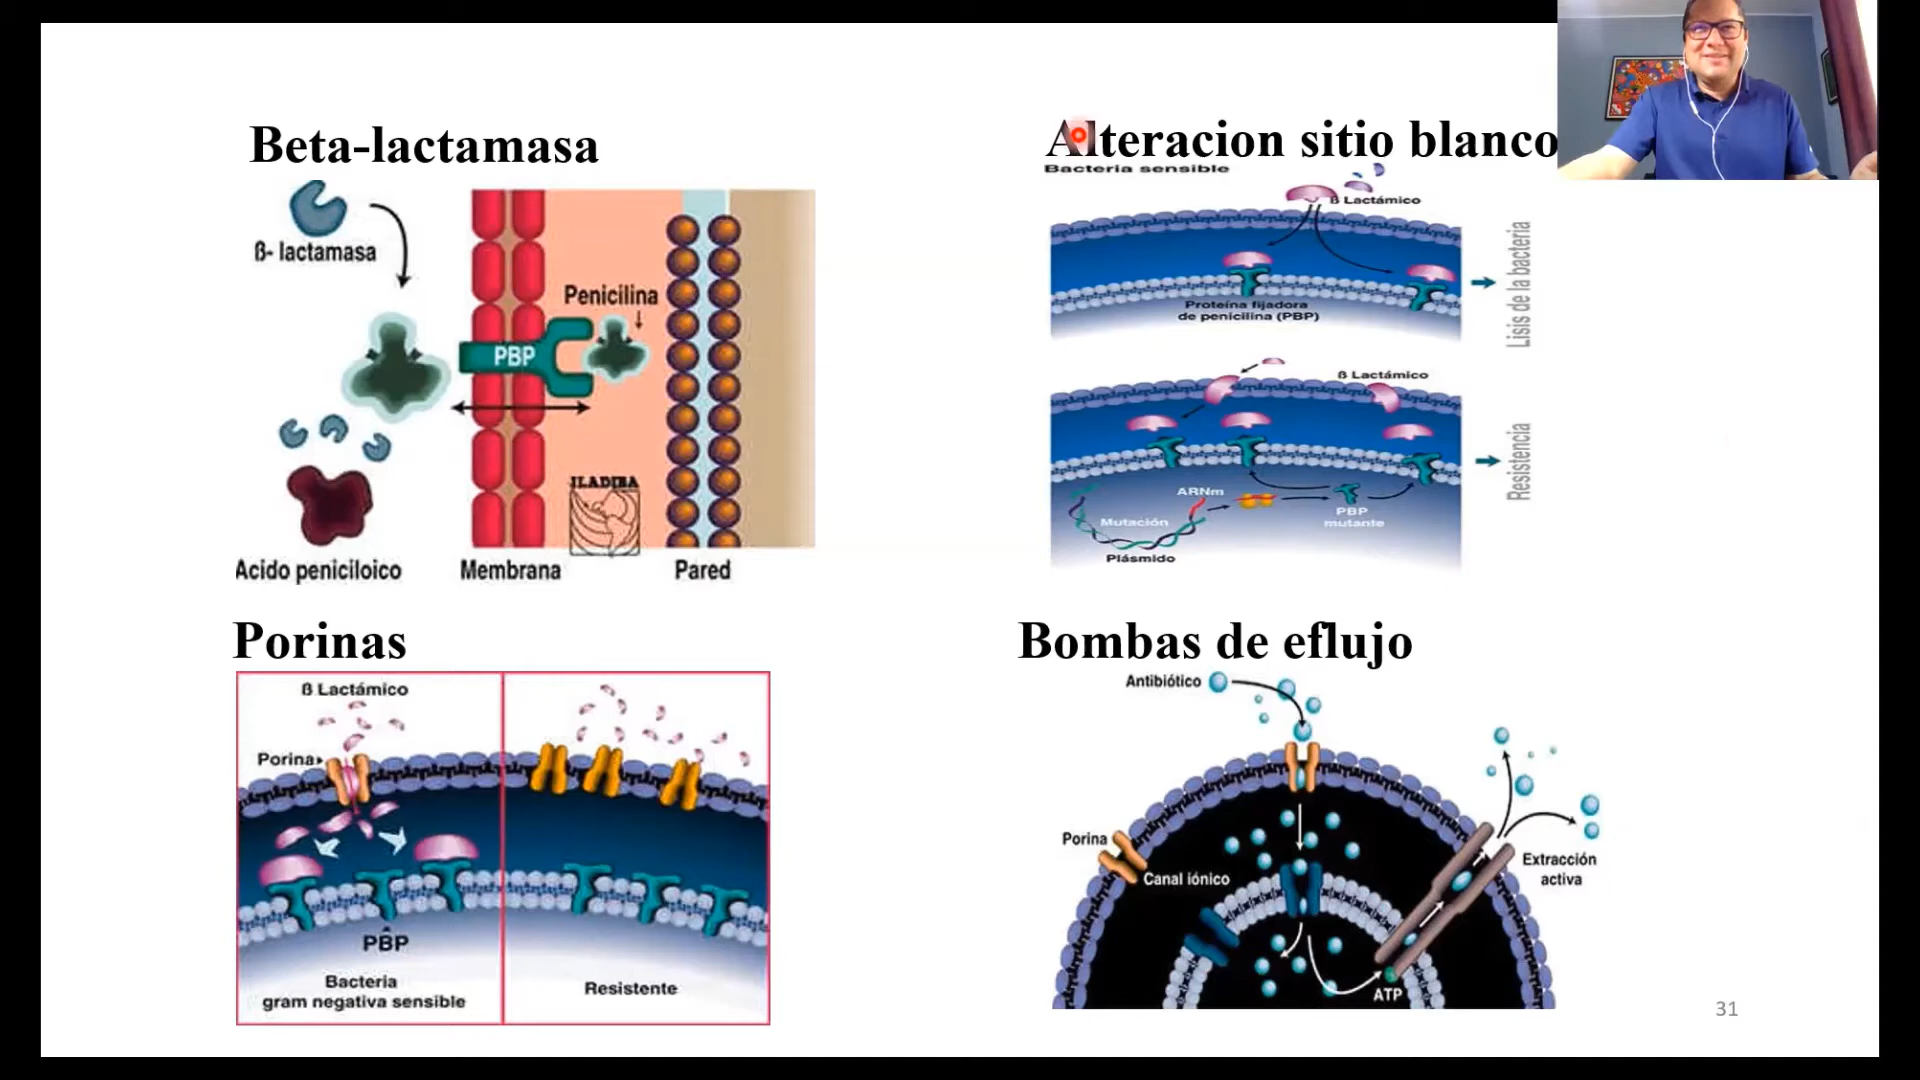 Beta-lactamasa
ß- lactamasa
Penicilina
PBP
ILADIBA
Acido peniciloico
Membrana
Pared
Alteracion sitio blanco
Bacteria sensible
ß Lactámico
Proteína fijadora
de penicilina (PBP)
Lisis de la bacteria
ß Lactámico
ARNm
Mutación
PBP
mutante
Plásmido
Resistencia
Porinas
ß Lactámico
Porina
PBP
Bacteria
gram negativa sensible
Resistente
Bombas de eflujo
Antibiótico
Porina
Canal iónico
Extracción
activa
ATP
31